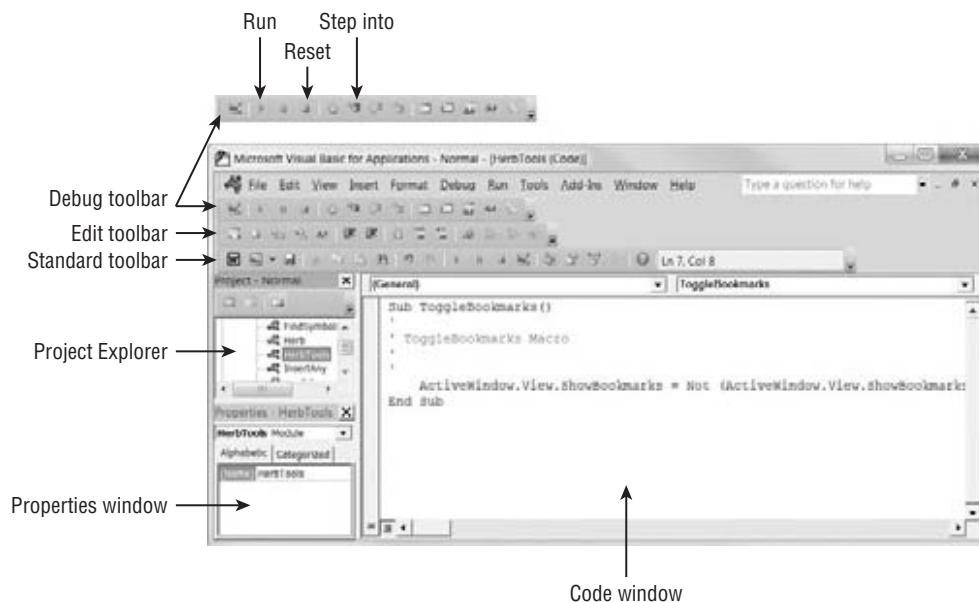 Run
Step into
Reset
Microsoft Visual Basic for Applications - Normal - [HerbTools (Code)]
File Edit View Insert Format Debug Run Tools Add-Ins Window Help
Type a question for help
Debug toolbar
Edit toolbar
Standard toolbar
Ln 7, Col 8
Project - Normal
(General)
ToggleBookmarks
FindSymbol
Herb
HerbTools
InsertAny
Project Explorer
Sub ToggleBookmarks()
'
' ToggleBookmarks Macro
'
'
ActiveWindow.View.ShowBookmarks = Not (ActiveWindow.View.ShowBookmarks
End Sub
Properties - HerbTools
HerbTools Module
Alphabetic Categorized
(Name) HerbTools
Properties window
Code window